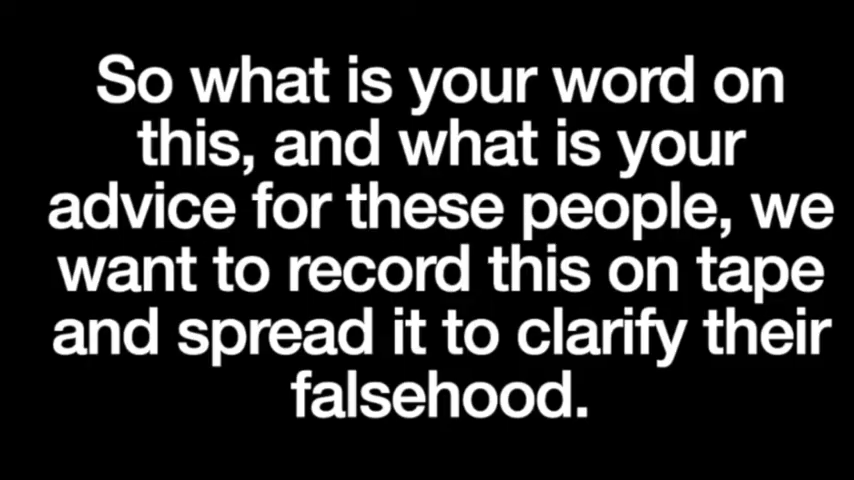 So what is your word on
this, and what is your
advice for these people, we
want to record this on tape
and spread it to clarify their
falsehood.